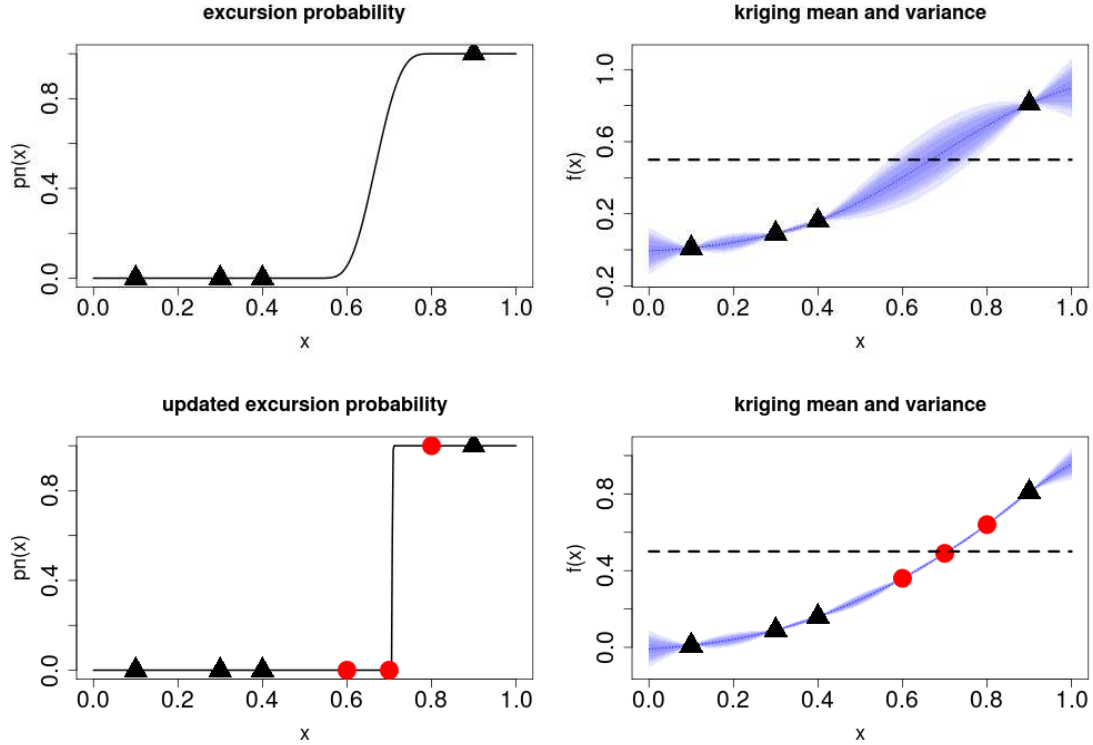 excursion probability
kriging mean and variance
pn(x)
0.0 0.4 0.8
0.0 0.2 0.4 0.6 0.8 1.0
x
f(x)
-0.2 0.2 0.6 1.0
0.0 0.2 0.4 0.6 0.8 1.0
x
updated excursion probability
kriging mean and variance
pn(x)
0.0 0.4 0.8
0.0 0.2 0.4 0.6 0.8 1.0
x
f(x)
0.0 0.4 0.8
0.0 0.2 0.4 0.6 0.8 1.0
x